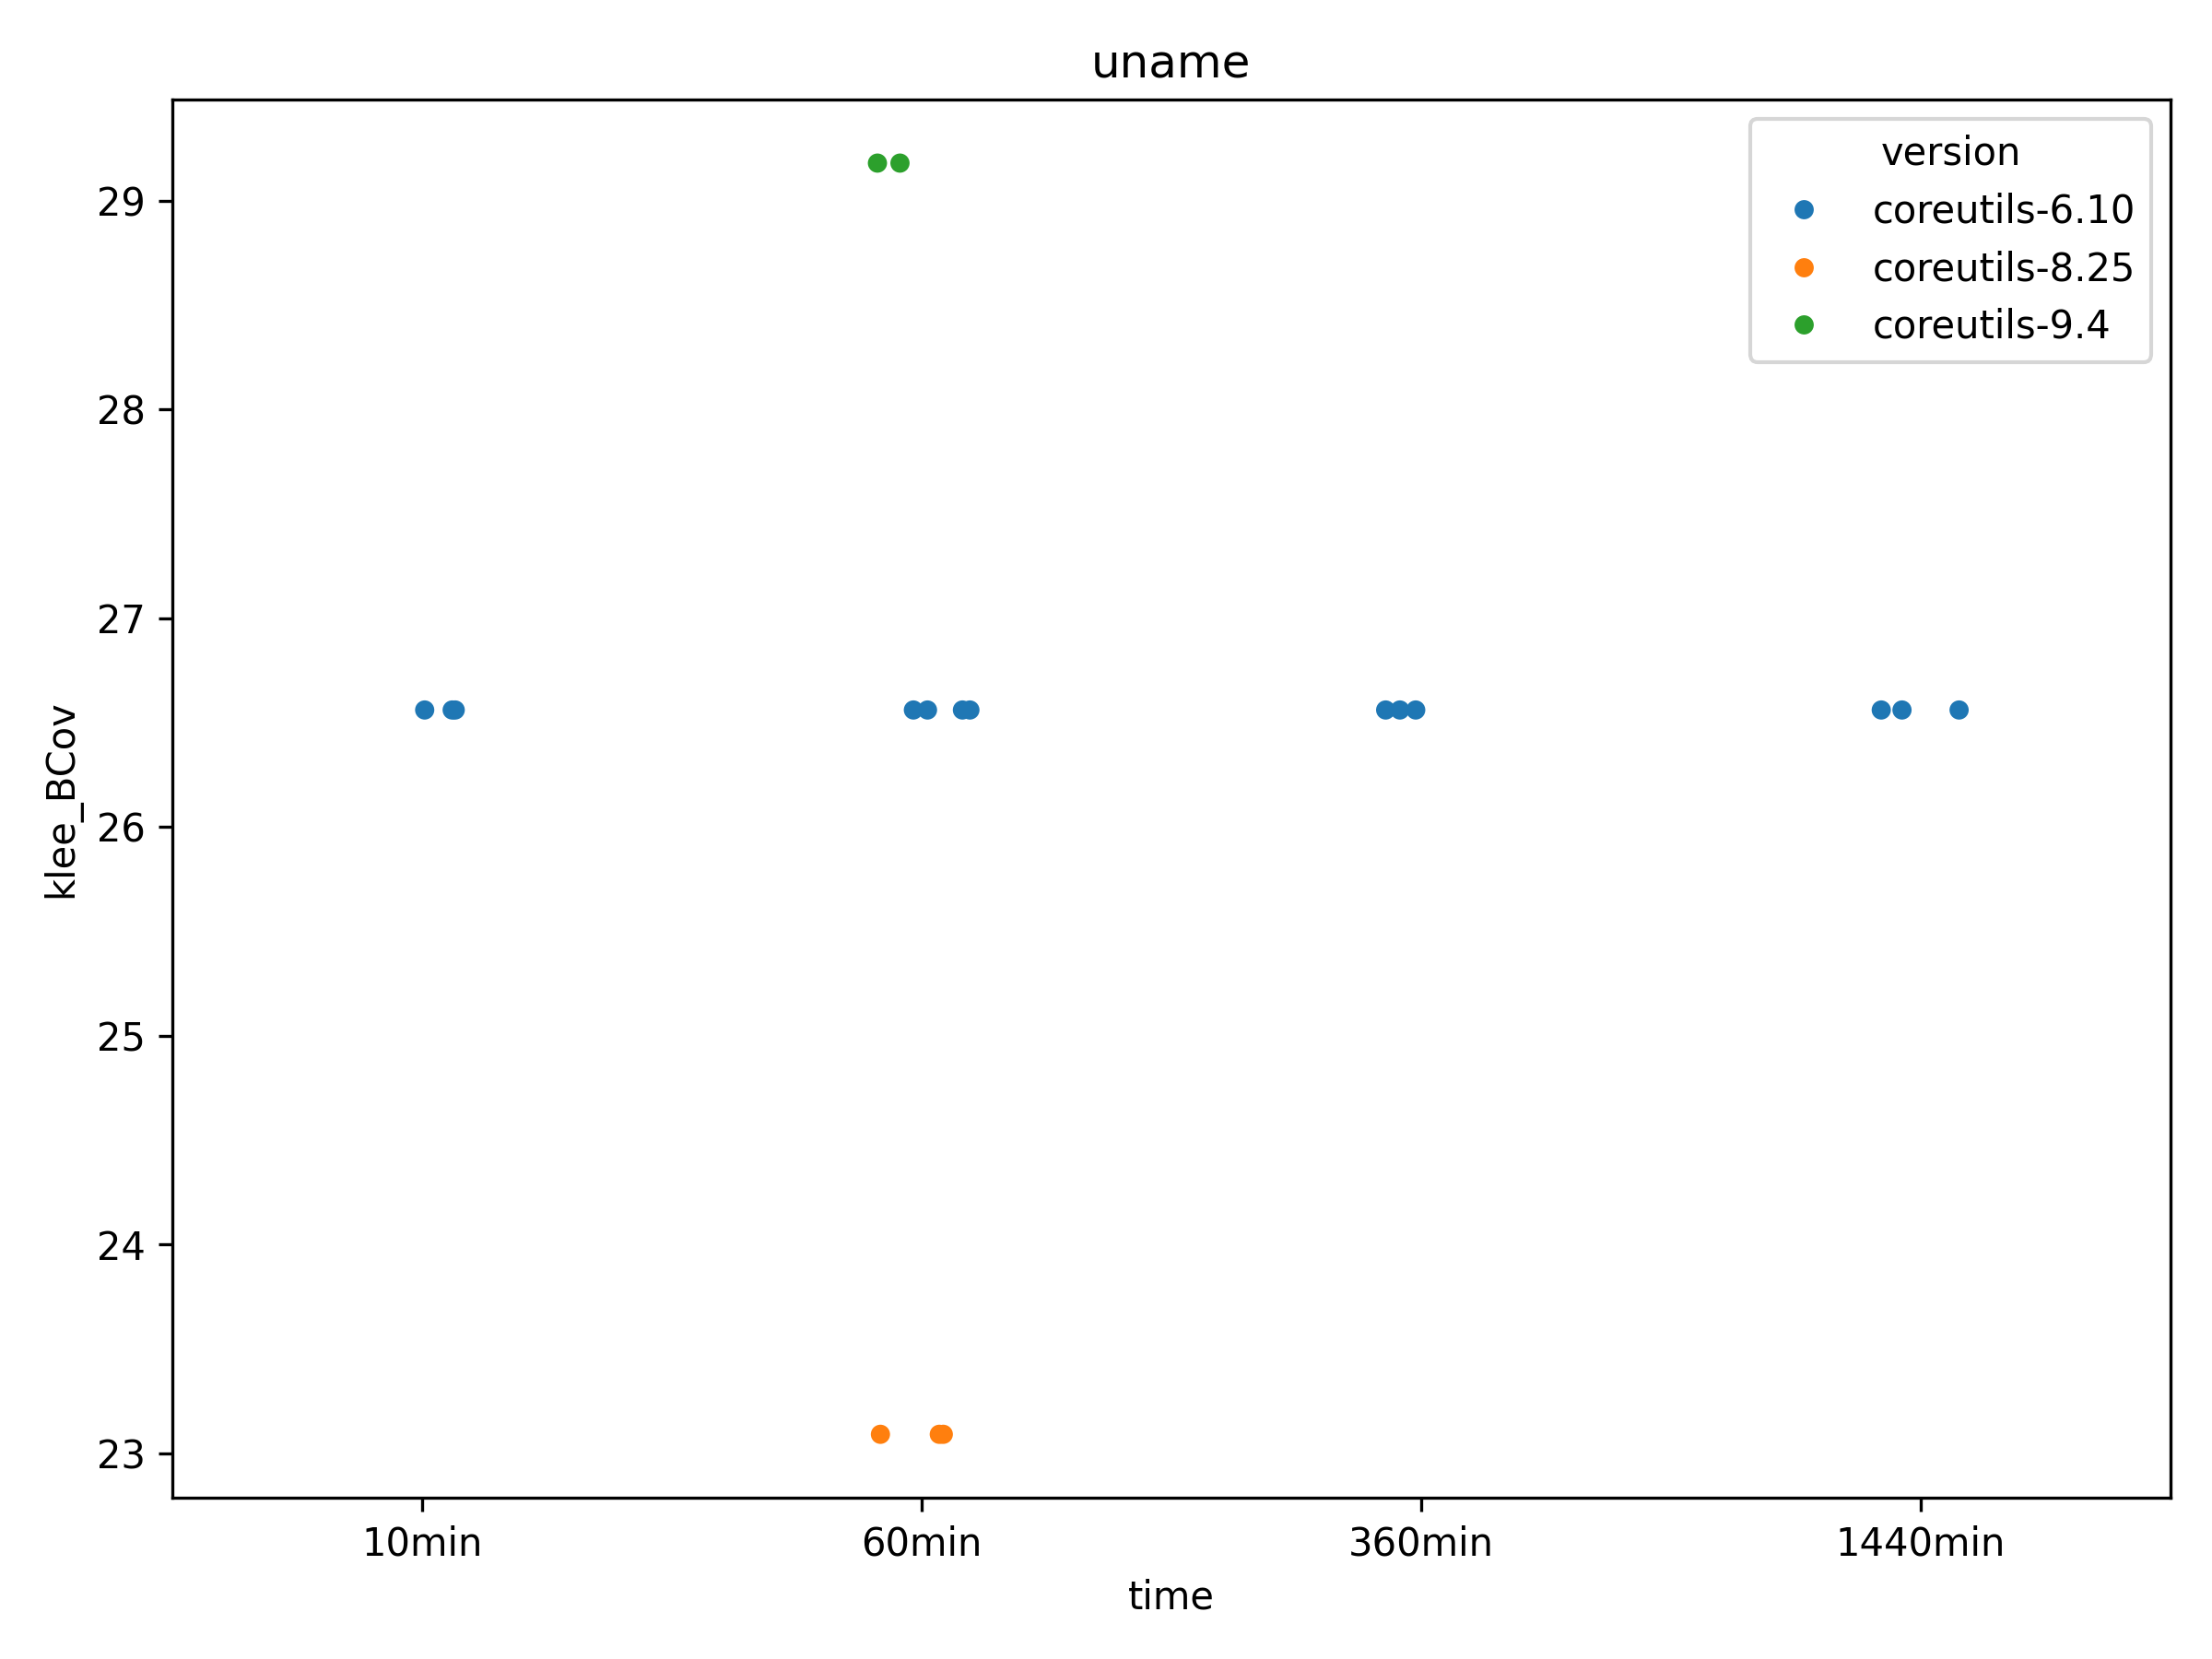 uname
version
coreutils-6.10
coreutils-8.25
coreutils-9.4
klee_BCov
29
28
27
26
25
24
23
10min
60min
360min
1440min
time